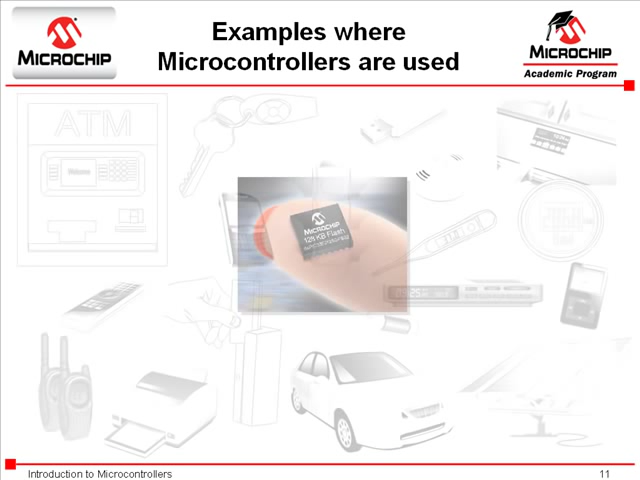 MICROCHIP
Examples where
Microcontrollers are used
MICROCHIP
Academic Program
ATM
Welcome
MICROCHIP
128 KB Flash
Introduction to Microcontrollers
11